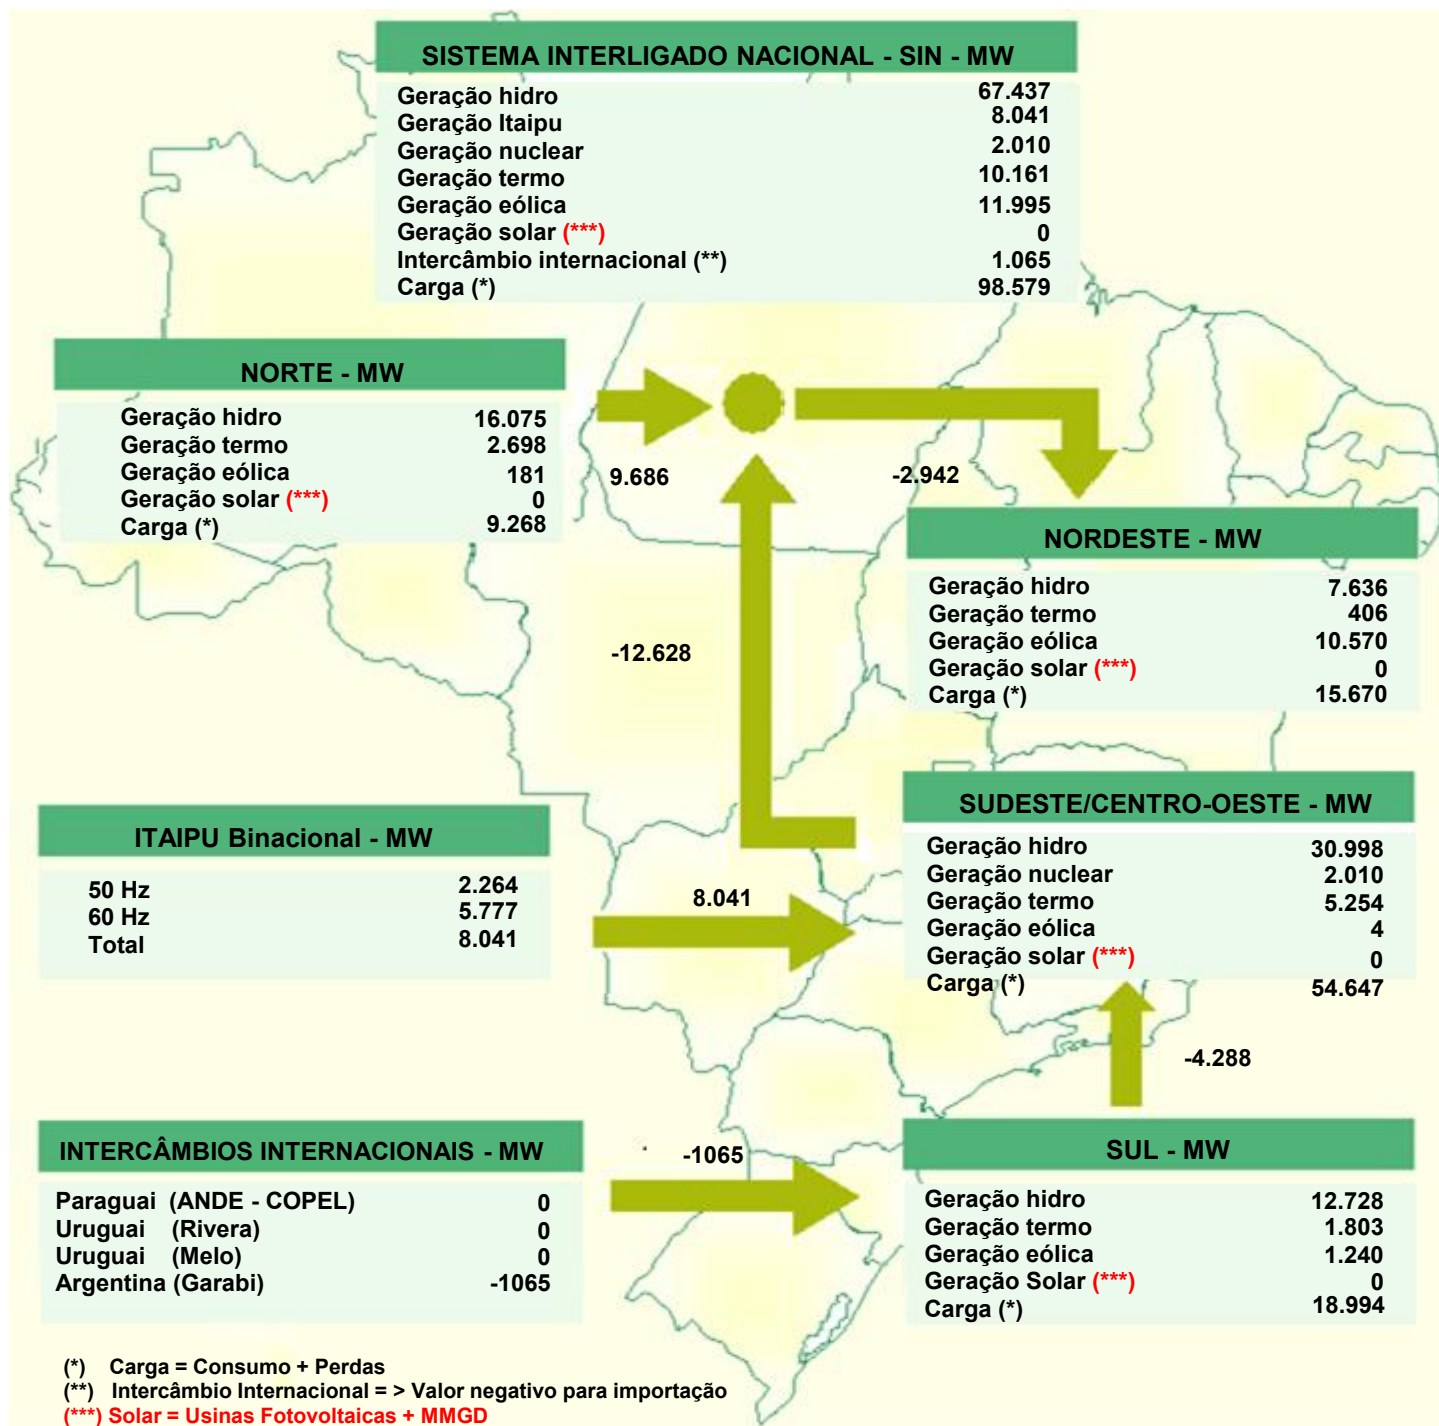 SISTEMA INTERLIGADO NACIONAL - SIN - MW
Geração hidro 67.437
Geração Itaipu 8.041
Geração nuclear 2.010
Geração termo 10.161
Geração eólica 11.995
Geração solar (***) 0
Intercâmbio internacional (**) 1.065
Carga (*) 98.579
NORTE - MW
Geração hidro 16.075
Geração termo 2.698
Geração eólica 181
Geração solar (***) 0
Carga (*) 9.268
9.686
-2.942
NORDESTE - MW
Geração hidro 7.636
Geração termo 406
Geração eólica 10.570
Geração solar (***) 0
Carga (*) 15.670
-12.628
SUDESTE/CENTRO-OESTE - MW
Geração hidro 30.998
Geração nuclear 2.010
Geração termo 5.254
Geração eólica 4
Geração solar (***) 0
Carga (*) 54.647
ITAIPU Binacional - MW
50 Hz 2.264
60 Hz 5.777
Total 8.041
8.041
-4.288
INTERCÂMBIOS INTERNACIONAIS - MW
Paraguai (ANDE - COPEL) 0
Uruguai (Rivera) 0
Uruguai (Melo) 0
Argentina (Garabi) -1065
-1065
SUL - MW
Geração hidro 12.728
Geração termo 1.803
Geração eólica 1.240
Geração Solar (***) 0
Carga (*) 18.994
(*) Carga = Consumo + Perdas
(**) Intercâmbio Internacional = > Valor negativo para importação
(***) Solar = Usinas Fotovoltaicas + MMGD